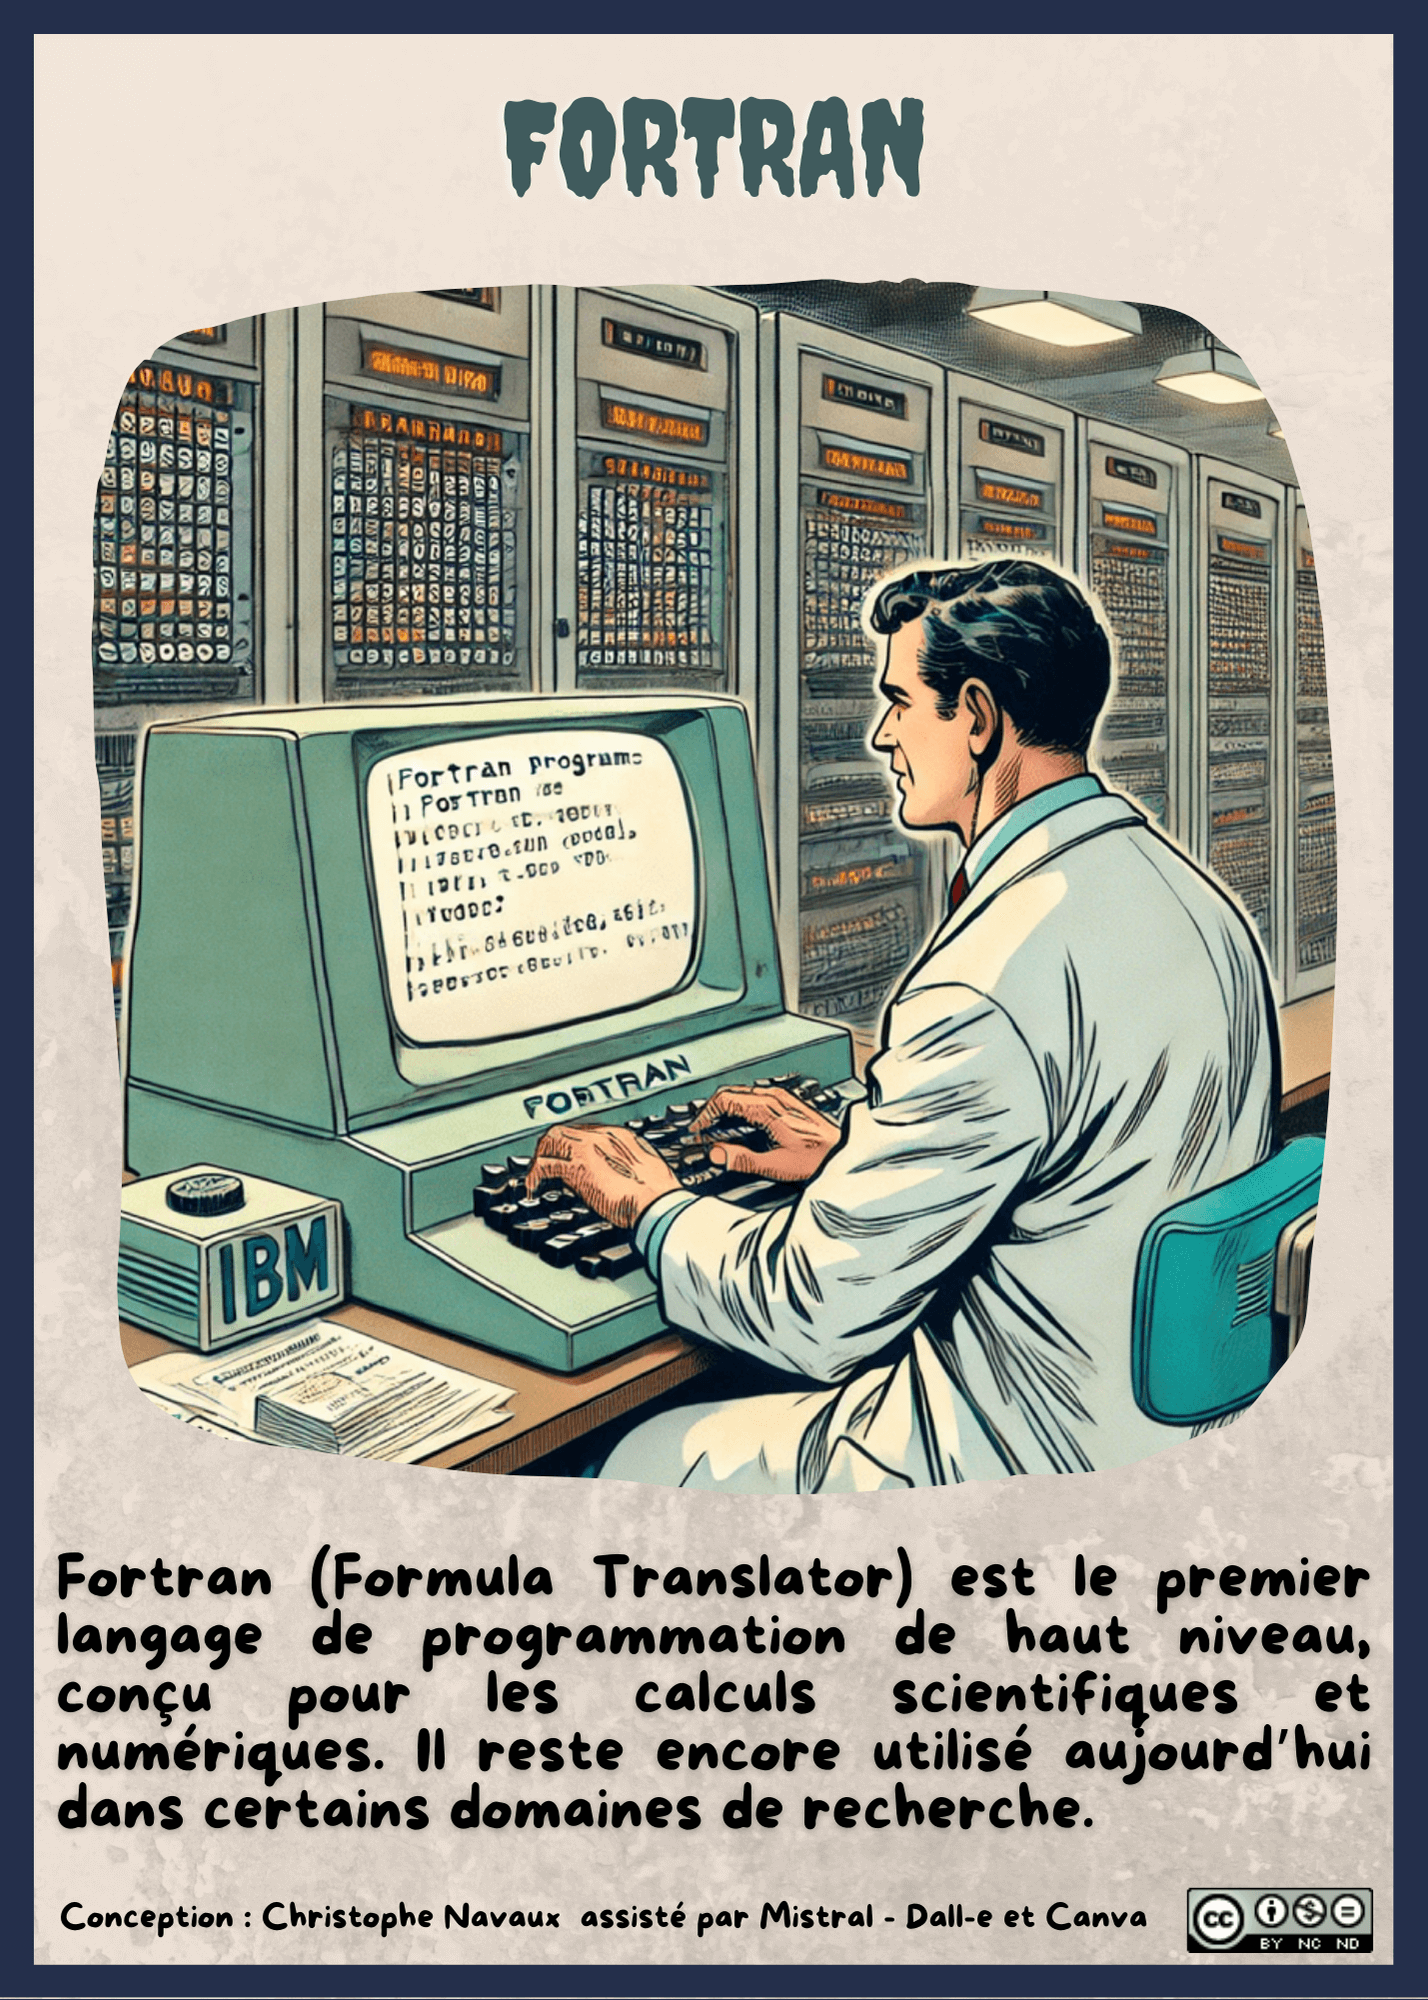 FORTRAN
Fortran programs
FORTRAN
IBM
Fortran (Formula Translator) est le premier
langage de programmation de haut niveau,
conçu pour les calculs scientifiques et
numériques. Il reste encore utilisé aujourd'hui
dans certains domaines de recherche.
Conception : Christophe Navaux assisté par Mistral - Dall-e et Canva
cc
BY NC ND